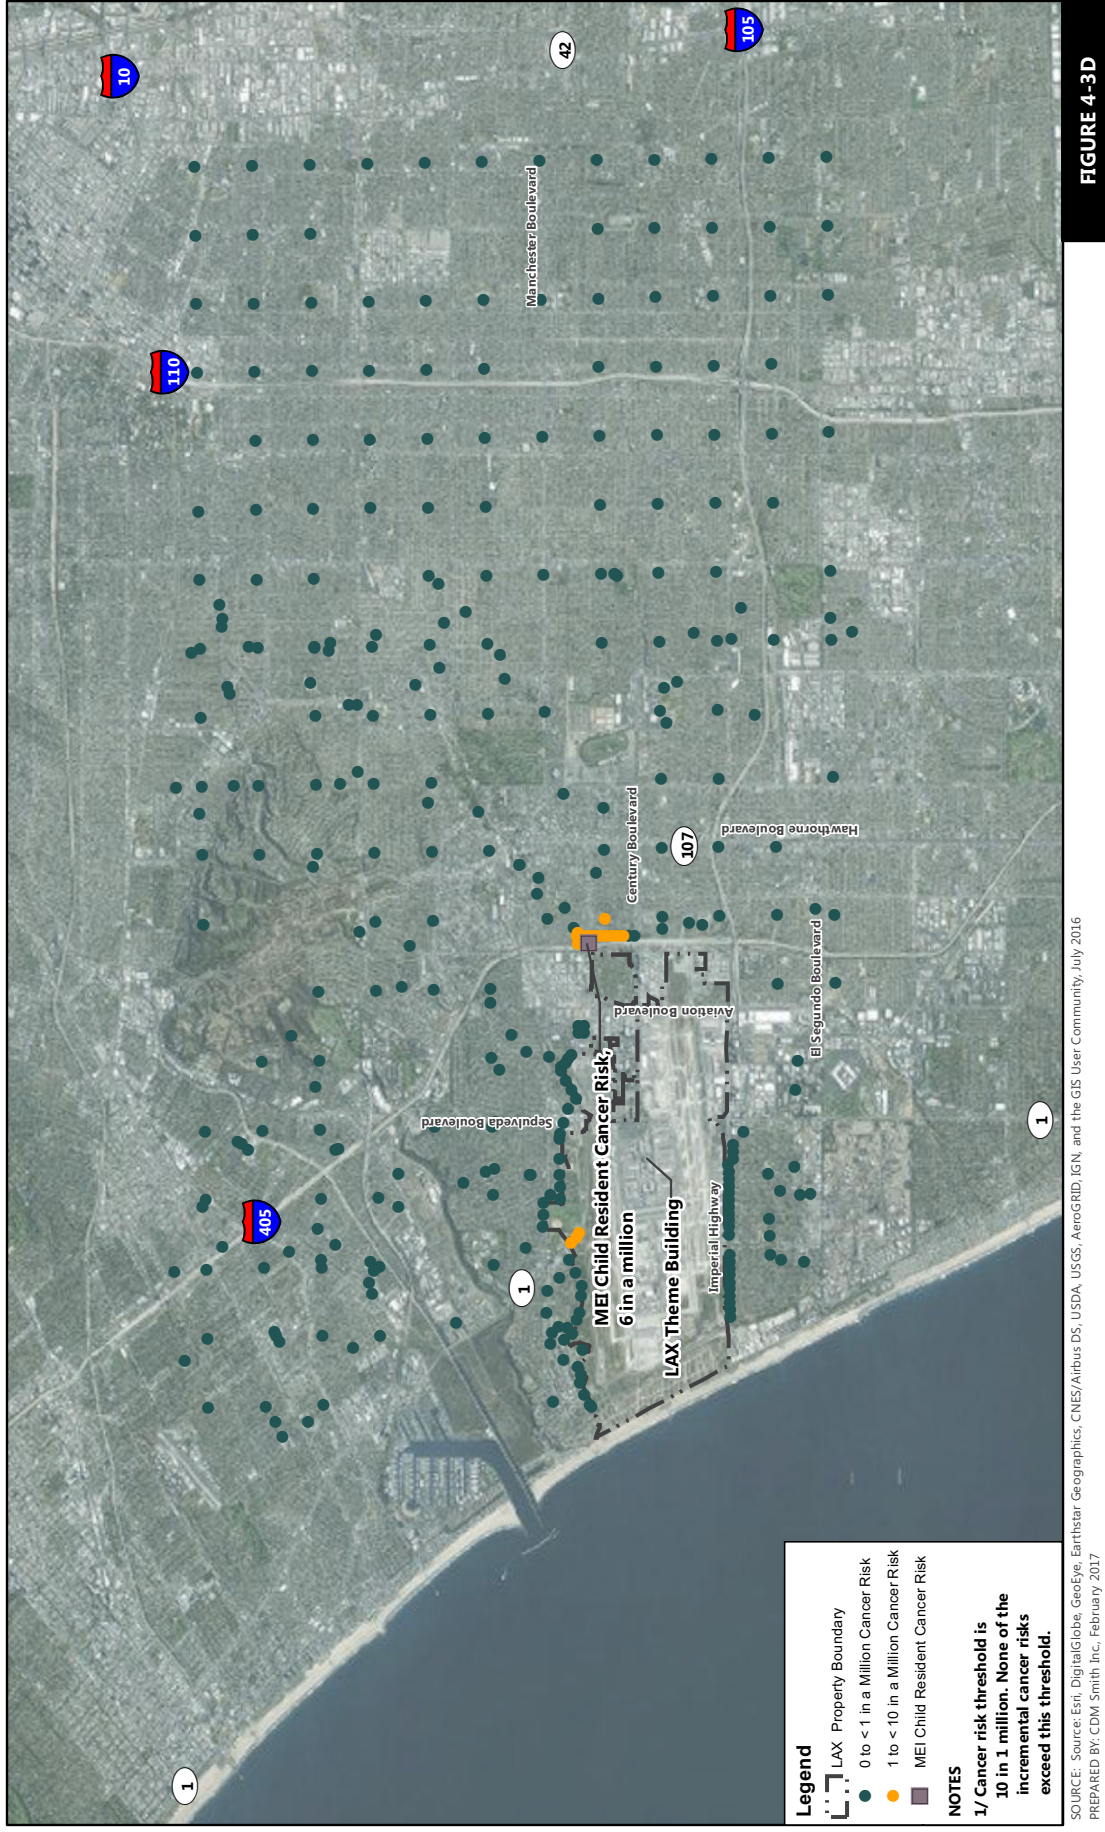 10
42
105
110
Manchester Boulevard
405
1
Sepulveda Boulevard
Century Boulevard
107
Hawthorne Boulevard
Aviation Boulevard
El Segundo Boulevard
Imperial Highway
MEI Child Resident Cancer Risk,
6 in a million
LAX Theme Building
1
1
Legend
LAX Property Boundary
0 to < 1 in a Million Cancer Risk
1 to < 10 in a Million Cancer Risk
MEI Child Resident Cancer Risk
NOTES
1/ Cancer risk threshold is
10 in 1 million. None of the
incremental cancer risks
exceed this threshold.
SOURCE: Source: Esri, DigitalGlobe, GeoEye, Earthstar Geographics, CNES/Airbus DS, USDA, USGS, AeroGRID, IGN, and the GIS User Community, July 2016
PREPARED BY: CDM Smith Inc., February 2017
FIGURE 4-3D